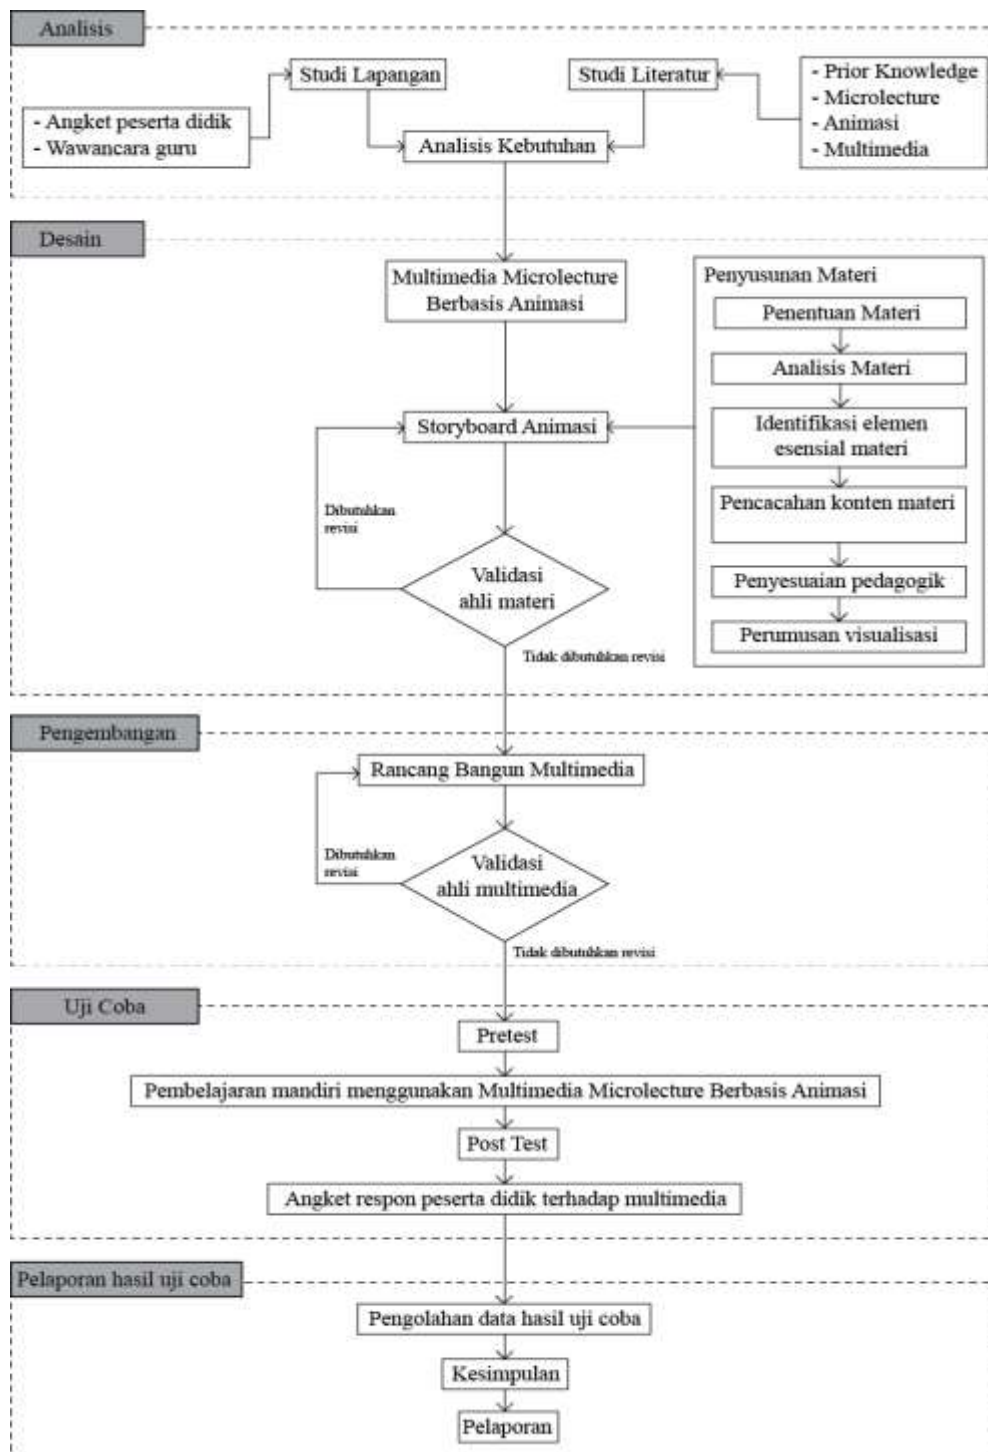 Analisis
Studi Lapangan
Studi Literatur
- Prior Knowledge
- Microlecture
- Animasi
- Multimedia
- Angket peserta didik
- Wawancara guru
Analisis Kebutuhan
Desain
Multimedia Microlecture
Berbasis Animasi
Penyusunan Materi
Penentuan Materi
Analisis Materi
Identifikasi elemen
esensial materi
Pencacahan konten materi
Penyesuaian pedagogik
Perumusan visualisasi
Storyboard Animasi
Dibutuhkan
revisi
Validasi
ahli materi
Tidak dibutuhkan revisi
Pengembangan
Rancang Bangun Multimedia
Dibutuhkan
revisi
Validasi
ahli multimedia
Tidak dibutuhkan revisi
Uji Coba
Pretest
Pembelajaran mandiri menggunakan Multimedia Microlecture Berbasis Animasi
Post Test
Angket respon peserta didik terhadap multimedia
Pelaporan hasil uji coba
Pengolahan data hasil uji coba
Kesimpulan
Pelaporan